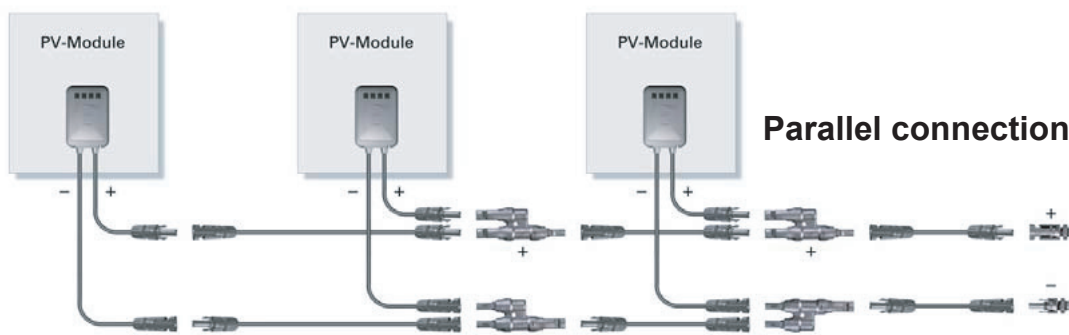 PV-Module
PV-Module
PV-Module
Parallel connection
− +
− +
− +
+
+
+
−